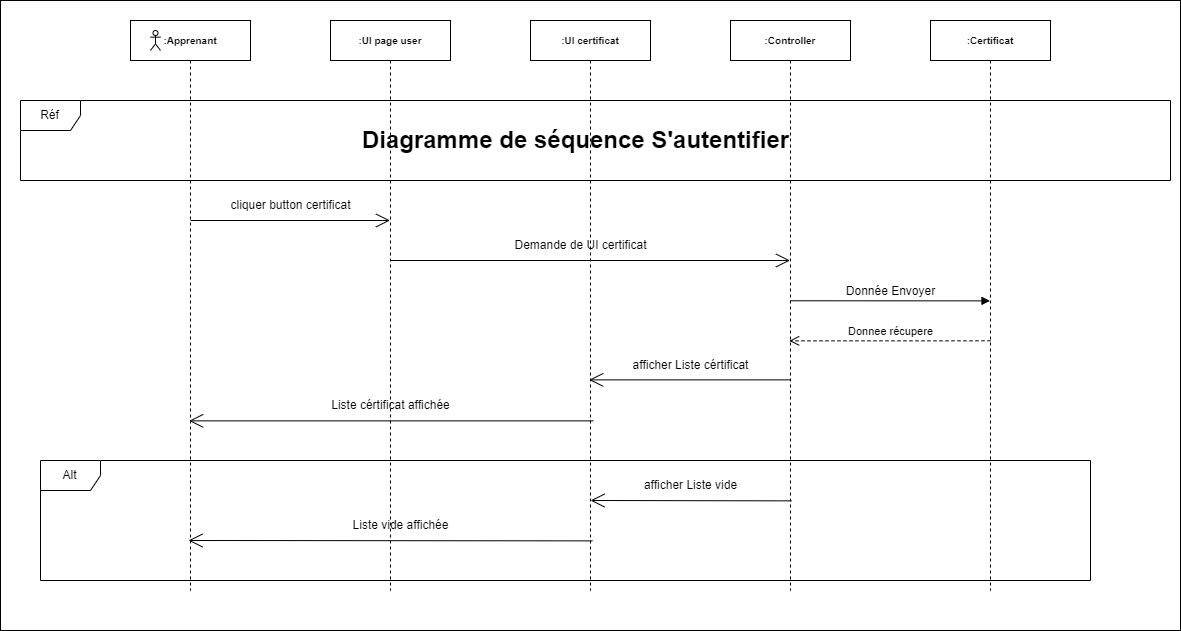 :Apprenant
:UI page user
:UI certificat
:Controller
:Certificat
Réf
Diagramme de séquence S'autentifier
cliquer button certificat
Demande de UI certificat
Donnée Envoyer
Donnee récupere
afficher Liste cértificat
Liste cértificat affichée
Alt
afficher Liste vide
Liste vide affichée